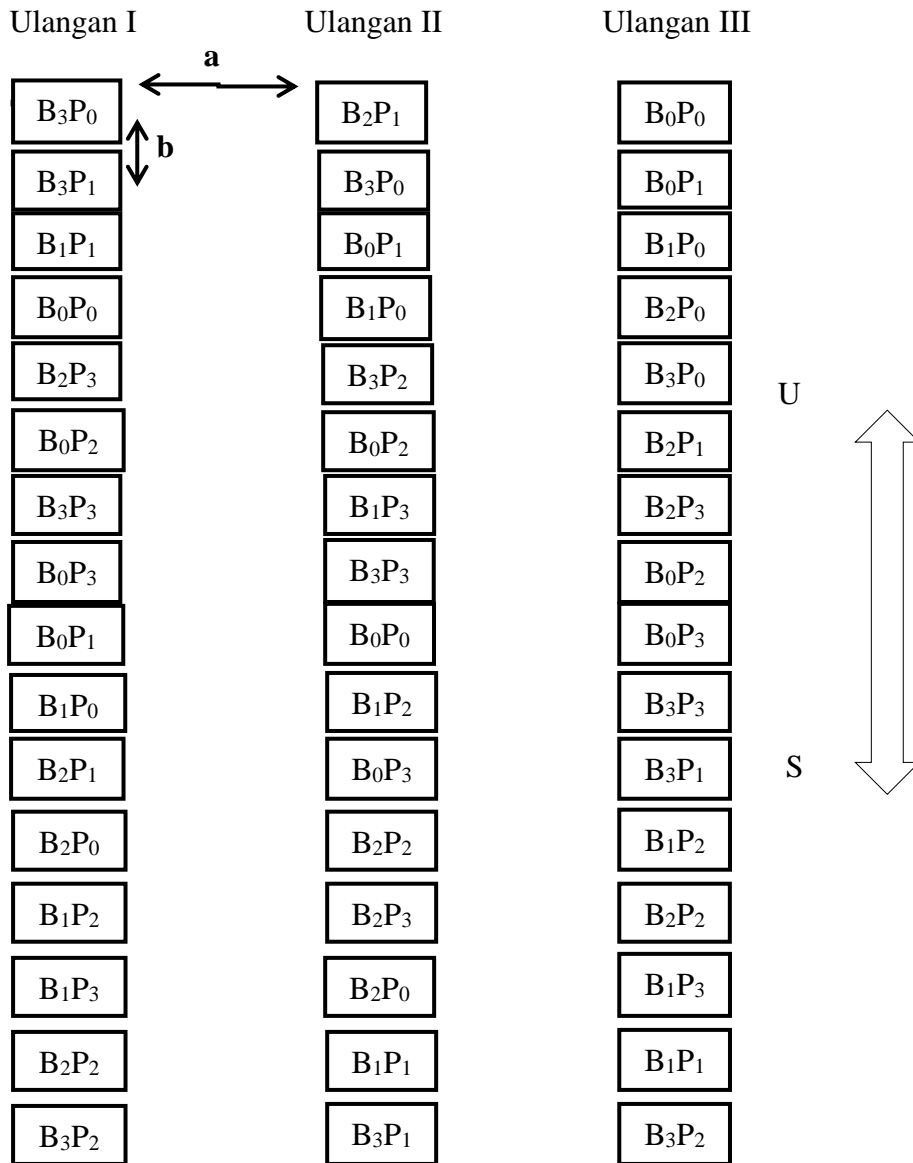 Ulangan I Ulangan II Ulangan III
a
B₃P₀ B₂P₁ B₀P₀
b
B₃P₁ B₃P₀ B₀P₁
B₁P₁ B₀P₁ B₁P₀
B₀P₀ B₁P₀ B₂P₀
B₂P₃ B₃P₂ B₃P₀
U
B₀P₂ B₀P₂ B₂P₁
B₃P₃ B₁P₃ B₂P₃
B₀P₃ B₃P₃ B₀P₂
B₀P₁ B₀P₀ B₀P₃
B₁P₀ B₁P₂ B₃P₃
B₂P₁ B₀P₃ B₃P₁ S
B₂P₀ B₂P₂ B₁P₂
B₁P₂ B₂P₃ B₂P₂
B₁P₃ B₂P₀ B₁P₃
B₂P₂ B₁P₁ B₁P₁
B₃P₂ B₃P₁ B₃P₂